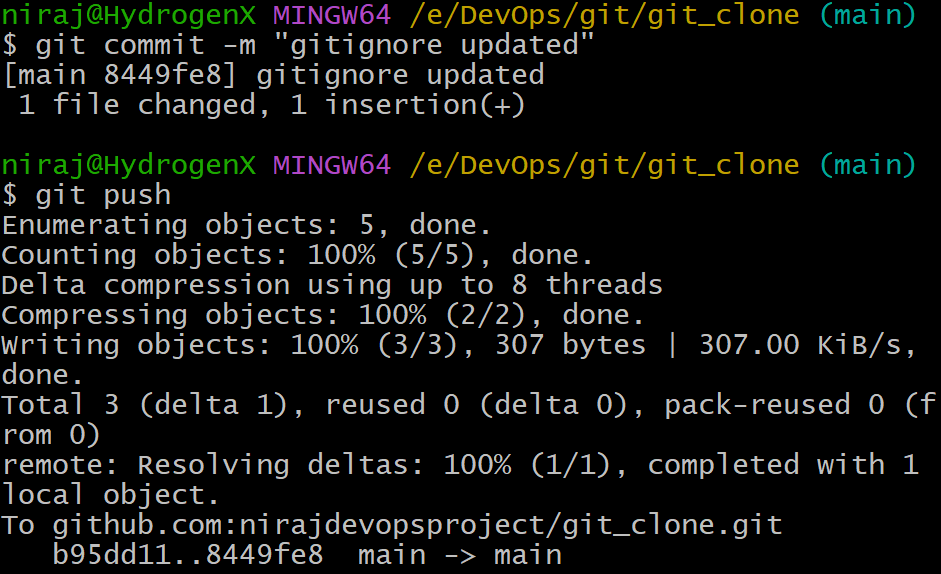 niraj@HydrogenX MINGW64 /e/DevOps/git/git_clone (main)
$ git commit -m "gitignore updated"
[main 8449fe8] gitignore updated
 1 file changed, 1 insertion(+)

niraj@HydrogenX MINGW64 /e/DevOps/git/git_clone (main)
$ git push
Enumerating objects: 5, done.
Counting objects: 100% (5/5), done.
Delta compression using up to 8 threads
Compressing objects: 100% (2/2), done.
Writing objects: 100% (3/3), 307 bytes | 307.00 KiB/s,
done.
Total 3 (delta 1), reused 0 (delta 0), pack-reused 0 (f
rom 0)
remote: Resolving deltas: 100% (1/1), completed with 1
local object.
To github.com:nirajdevopsproject/git_clone.git
   b95dd11..8449fe8  main -> main